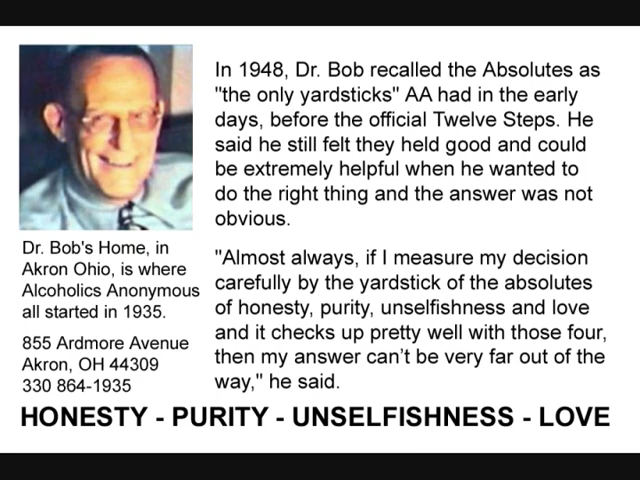 In 1948, Dr. Bob recalled the Absolutes as
"the only yardsticks" AA had in the early
days, before the official Twelve Steps. He
said he still felt they held good and could
be extremely helpful when he wanted to
do the right thing and the answer was not
obvious.
"Almost always, if I measure my decision
carefully by the yardstick of the absolutes
of honesty, purity, unselfishness and love
and it checks up pretty well with those four,
then my answer can’t be very far out of the
way," he said.
Dr. Bob's Home, in
Akron Ohio, is where
Alcoholics Anonymous
all started in 1935.
855 Ardmore Avenue
Akron, OH 44309
330 864-1935
HONESTY - PURITY - UNSELFISHNESS - LOVE